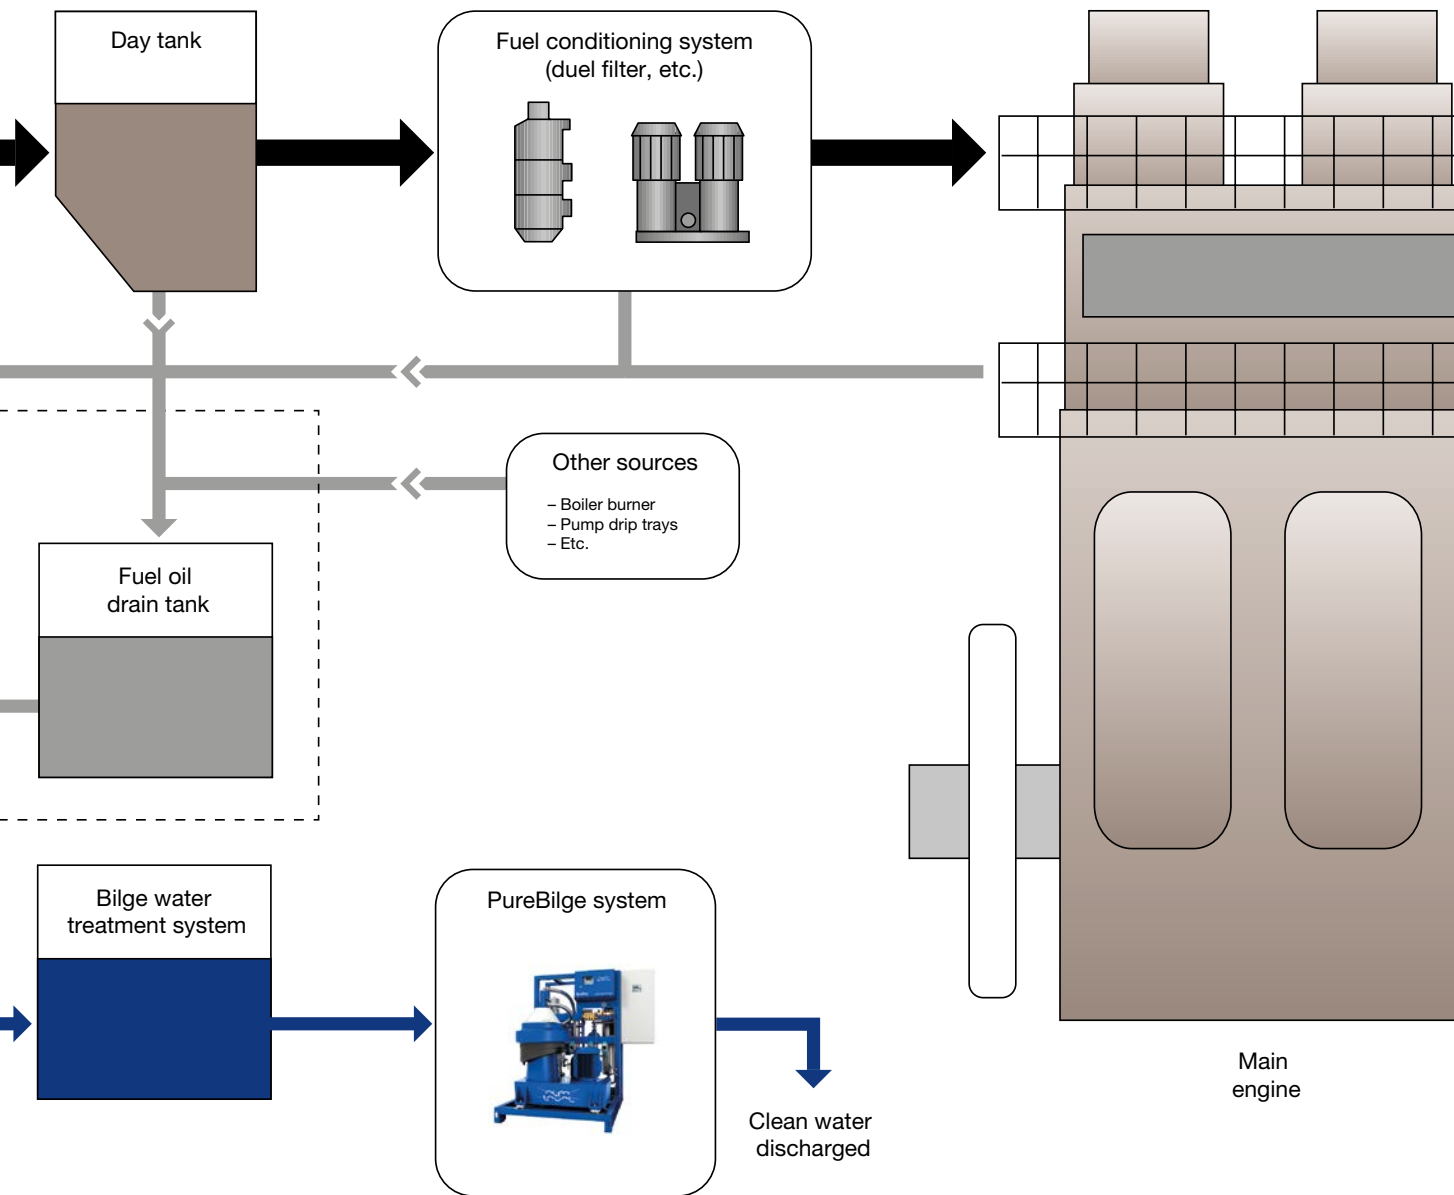 Day tank
Fuel conditioning system
(duel filter, etc.)
Other sources
– Boiler burner
– Pump drip trays
– Etc.
Fuel oil
drain tank
Bilge water
treatment system
PureBilge system
Clean water
discharged
Main
engine